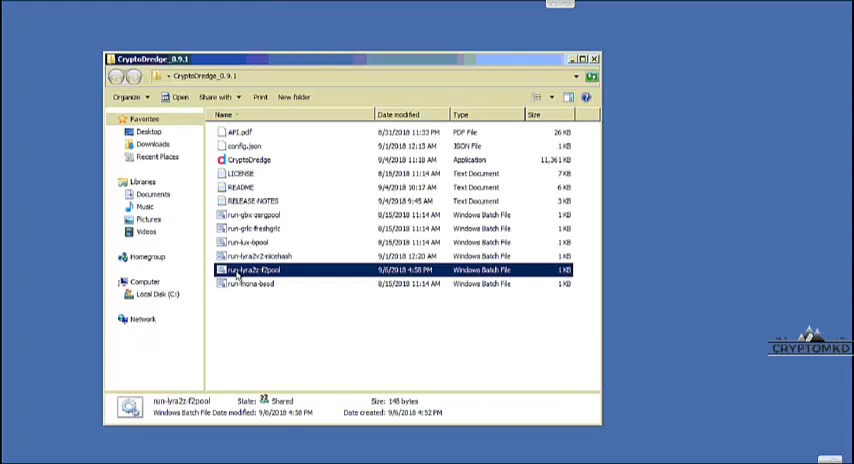 CryptoDredge_0.9.1
CryptoDredge_0.9.1
Organize Open Share with Print New folder
Name Date modified Type Size
Favorites
Desktop
Downloads
Recent Places
Libraries
Documents
Music
Pictures
Videos
Homegroup
Computer
Local Disk (C:)
Network
API.pdf 8/31/2018 11:33 PM PDF File 26 KB
config.json 9/1/2018 12:13 AM JSON File 1 KB
CryptoDredge 9/4/2018 11:18 AM Application 11,361 KB
LICENSE 8/15/2018 11:14 AM Text Document 7 KB
README 9/4/2018 10:17 AM Text Document 6 KB
RELEASE-NOTES 9/4/2018 9:45 AM Text Document 3 KB
run-gbx-zergpool 8/15/2018 11:14 AM Windows Batch File 1 KB
run-grlc-freshgrlc 8/15/2018 11:14 AM Windows Batch File 1 KB
run-lux-bpool 8/15/2018 11:14 AM Windows Batch File 1 KB
run-lyra2v2-nicehash 9/1/2018 12:20 AM Windows Batch File 1 KB
run-lyra2z-f2pool 9/6/2018 4:58 PM Windows Batch File 1 KB
run-mona-bsod 8/15/2018 11:14 AM Windows Batch File 1 KB
run-lyra2z-f2pool State: Shared Size: 148 bytes
Windows Batch File Date modified: 9/6/2018 4:58 PM Date created: 9/6/2018 4:52 PM
CRYPTOMKD